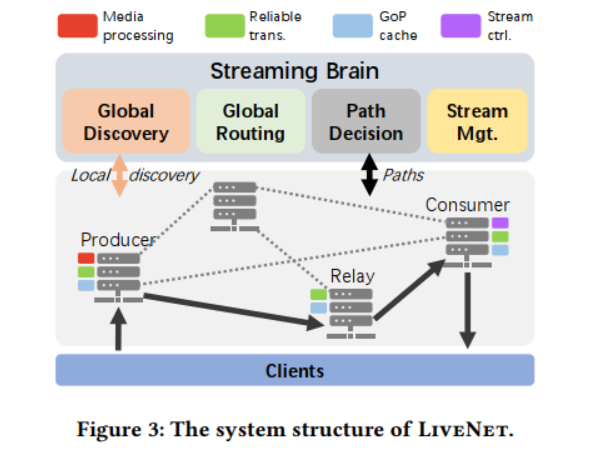 Media processing
Reliable trans.
GoP cache
Stream ctrl.
Streaming Brain
Global Discovery
Global Routing
Path Decision
Stream Mgt.
Local discovery
Paths
Consumer
Producer
Relay
Clients
Figure 3: The system structure of LIVENET.